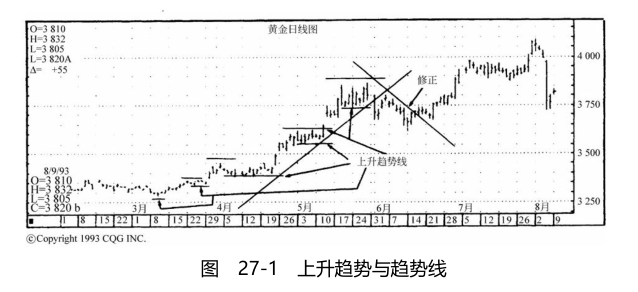 O=3 810
H=3 832
L=3 805
L=3 820A
Δ= +55
黄金日线图
修正
4 000
3 750
3 500
3 250
上升趋势线
8/9/93
O=3 810
H=3 832
L=3 805
C=3 820 b
3月 4月 5月 6月 7月 8月
1 8 15 22 1 8 15 22 29 5 12 19 26 3 10 17 24 31 7 14 21 28 5 12 19 26 2 9
©Copyright 1993 CQG INC.
图 27-1 上升趋势与趋势线